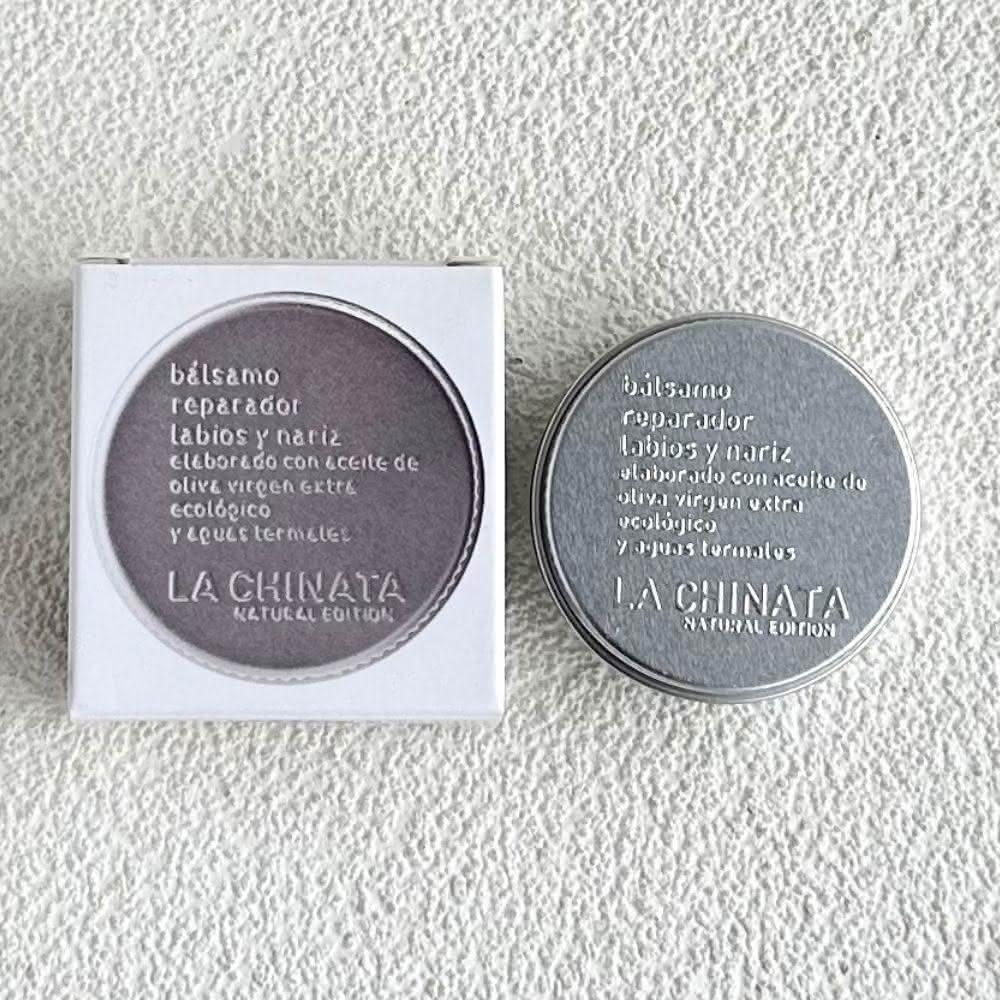 bálsamo
reparador
labios y nariz
elaborado con aceite de
oliva virgen extra
ecológico
y aguas termales
LA CHINATA
NATURAL EDITION
bálsamo
reparador
labios y nariz
elaborado con aceite de
oliva virgen extra
ecológico
y aguas termales
LA CHINATA
NATURAL EDITION